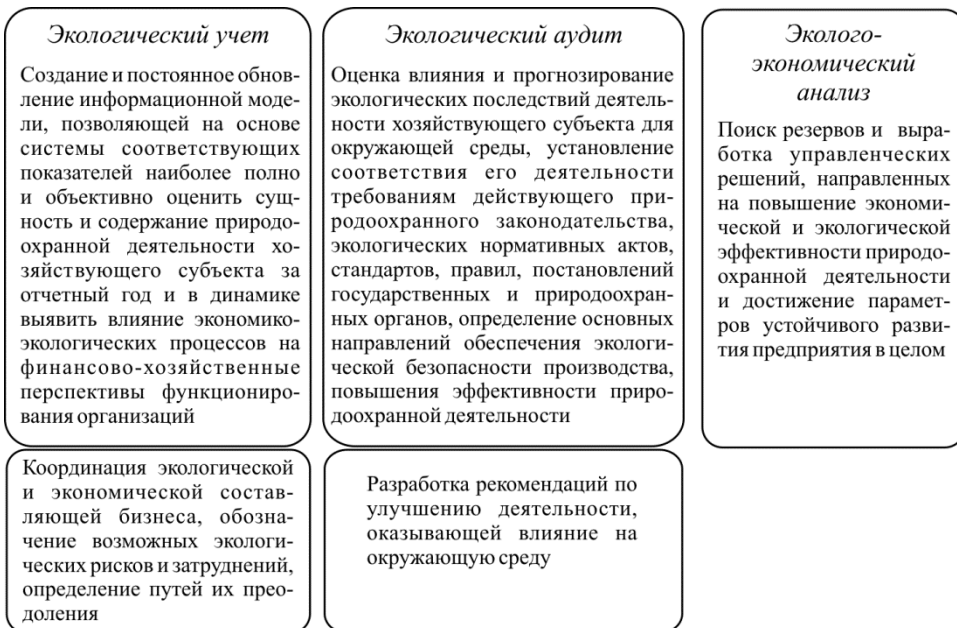 Экологический учет
Создание и постоянное обнов-
ление информационной моде-
ли, позволяющей на основе
системы соответствующих
показателей наиболее полно
и объективно оценить сущ-
ность и содержание природо-
охранной деятельности хо-
зяйствующего субъекта за
отчетный год и в динамике
выявить влияние экономико-
экологических процессов на
финансово-хозяйственные
перспективы функциониро-
вания организаций
Экологический аудит
Оценка влияния и прогнозирование
экологических последствий деятель-
ности хозяйствующего субъекта для
окружающей среды, установление
соответствия его деятельности
требованиям действующего при-
родоохранного законодательства,
экологических нормативных актов,
стандартов, правил, постановлений
государственных и природоохран-
ных органов, определение основных
направлений обеспечения экологи-
ческой безопасности производства,
повышения эффективности приро-
доохранной деятельности
Эколого-
экономический
анализ
Поиск резервов и выра-
ботка управленческих
решений, направленных
на повышение экономи-
ческой и экологической
эффективности природо-
охранной деятельности
и достижение парамет-
ров устойчивого разви-
тия предприятия в целом
Координация экологической
и экономической состав-
ляющей бизнеса, обозна-
чение возможных экологи-
ческих рисков и затруднений,
определение путей их прео-
доления
Разработка рекомендаций по
улучшению деятельности,
оказывающей влияние на
окружающую среду